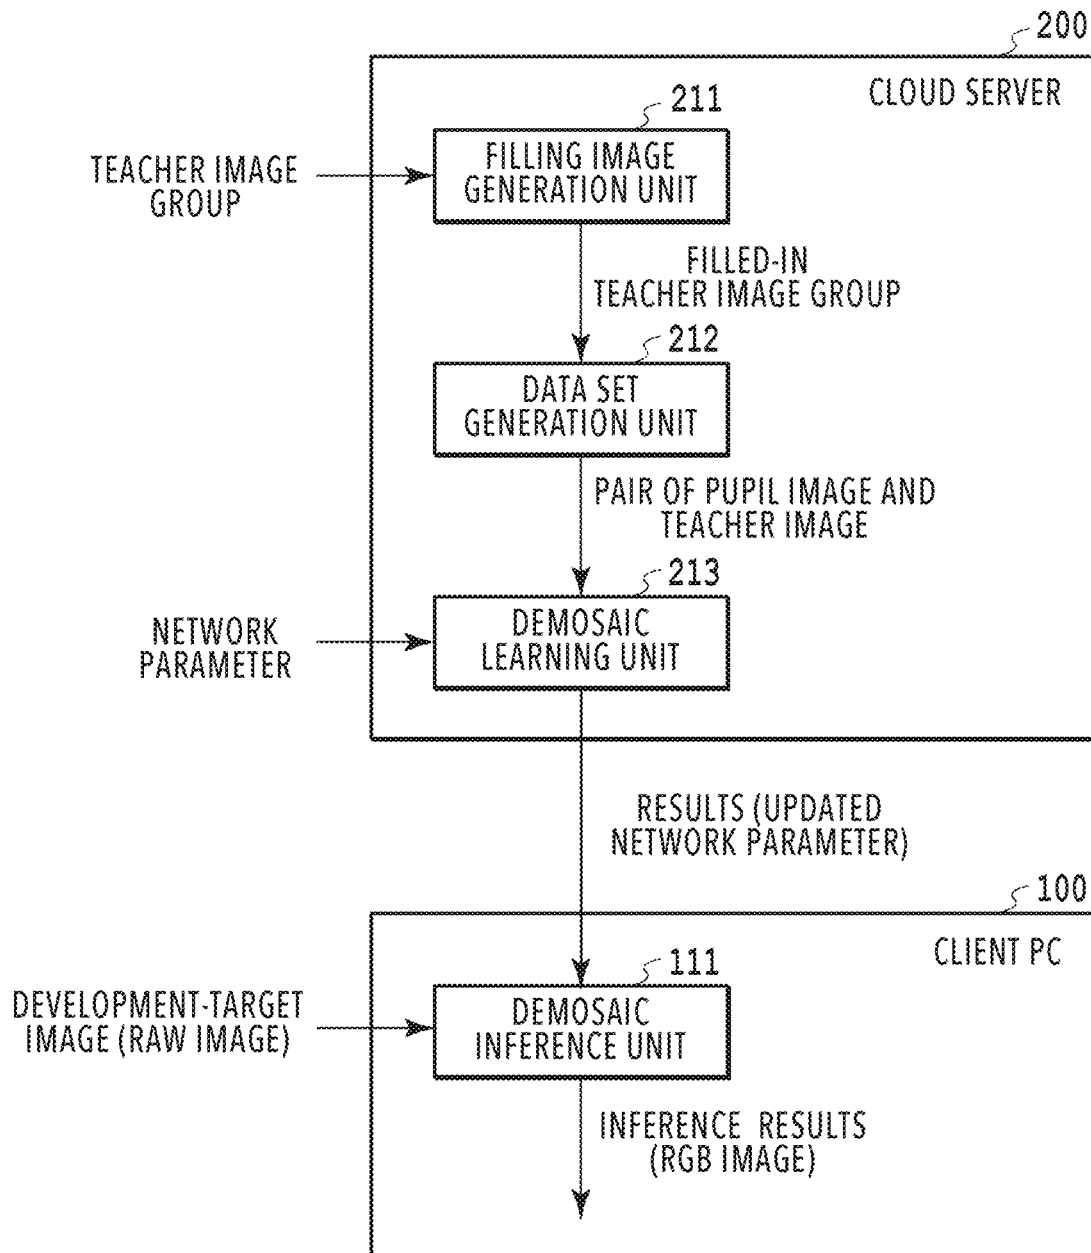 200
CLOUD SERVER
211
TEACHER IMAGE
GROUP
FILLING IMAGE
GENERATION UNIT
FILLED-IN
TEACHER IMAGE GROUP
212
DATA SET
GENERATION UNIT
PAIR OF PUPIL IMAGE AND
TEACHER IMAGE
213
NETWORK
PARAMETER
DEMOSAIC
LEARNING UNIT
RESULTS (UPDATED
NETWORK PARAMETER)
100
CLIENT PC
111
DEVELOPMENT-TARGET
IMAGE (RAW IMAGE)
DEMOSAIC
INFERENCE UNIT
INFERENCE RESULTS
(RGB IMAGE)